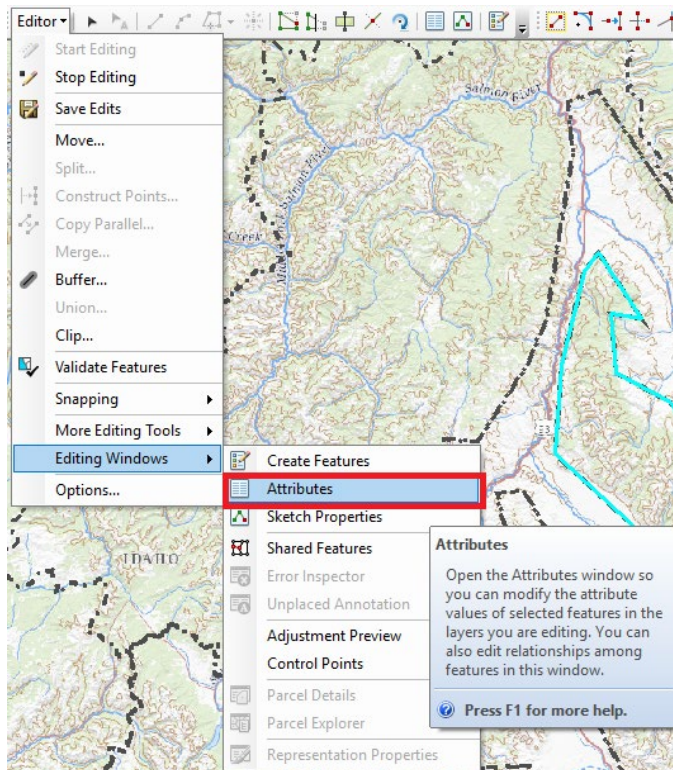 Editor
Start Editing
Stop Editing
Save Edits
Move...
Split...
Construct Points...
Copy Parallel...
Merge...
Buffer...
Union...
Clip...
Validate Features
Snapping
More Editing Tools
Editing Windows
Options...
Create Features
Attributes
Sketch Properties
Shared Features
Error Inspector
Unplaced Annotation
Adjustment Preview
Control Points
Parcel Details
Parcel Explorer
Representation Properties
Attributes
Open the Attributes window so
you can modify the attribute
values of selected features in the
layers you are editing. You can
also edit relationships among
features in this window.
Press F1 for more help.
Salmon River
Salmon River
Creek
IDAHO